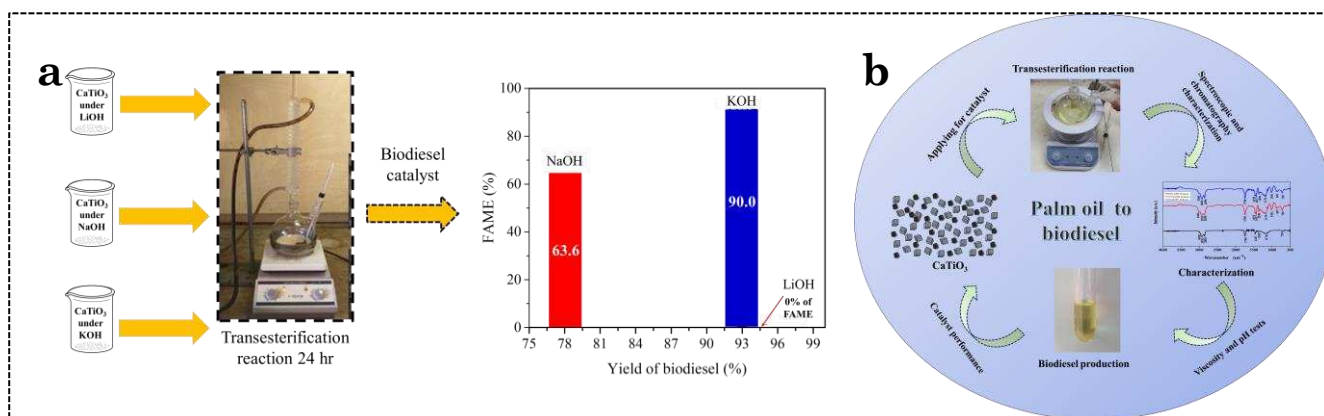 a
CaTiO₃
under
LiOH
CaTiO₃
under
NaOH
CaTiO₃
under
KOH
Transesterification
reaction 24 hr
Biodiesel
catalyst
FAME (%)
100
80
60
40
20
0
NaOH
63.6
KOH
90.0
LiOH
0% of
FAME
75 78 81 84 87 90 93 96 99
Yield of biodiesel (%)
b
Transesterification reaction
Applying for catalyst
Spectroscopic and
chromatography
characterization
CaTiO₃
Palm oil to
biodiesel
Characterization
Catalyst performance
Biodiesel production
Viscosity and pH tests